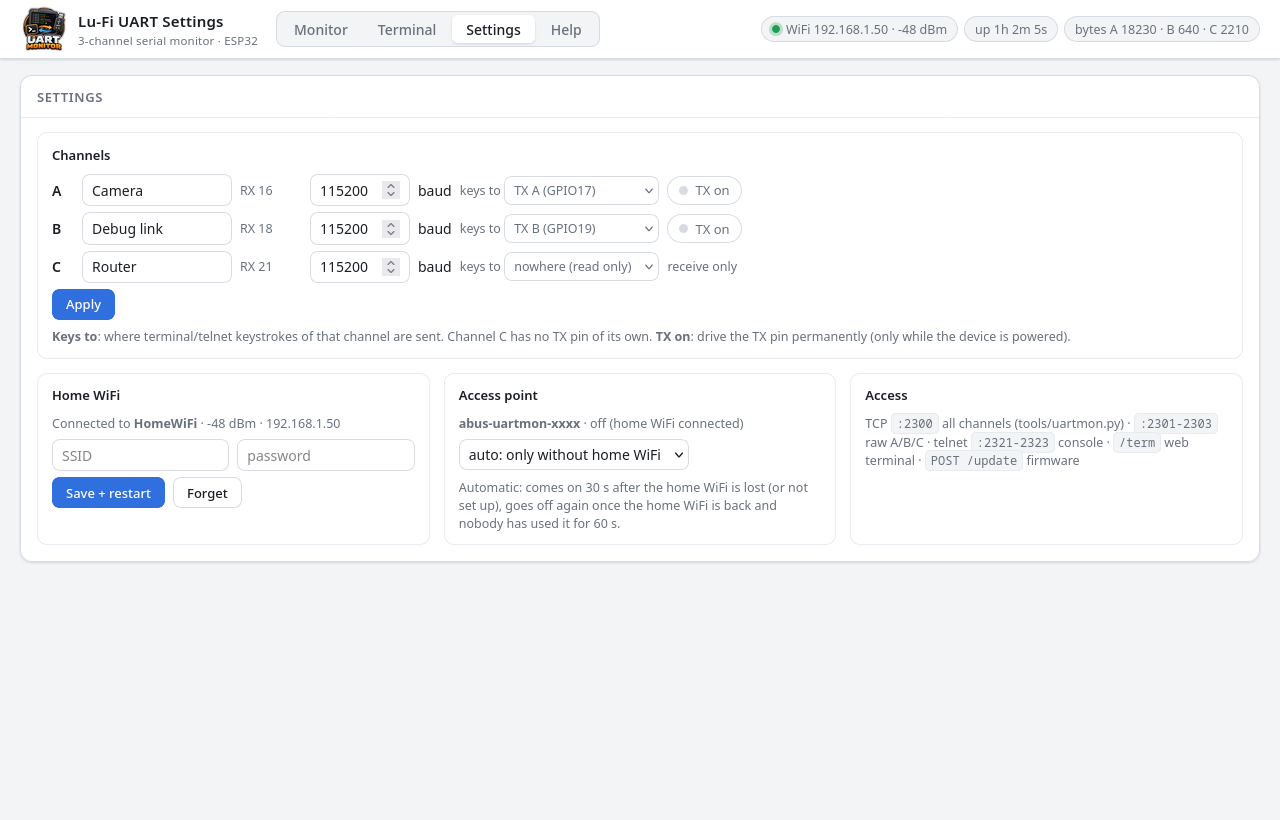 UART
MONITOR
Lu-Fi UART Settings
3-channel serial monitor · ESP32
Monitor
Terminal
Settings
Help
WiFi 192.168.1.50 · -48 dBm
up 1h 2m 5s
bytes A 18230 · B 640 · C 2210
SETTINGS
Channels
A Camera RX 16 115200 baud keys to TX A (GPIO17) TX on
B Debug link RX 18 115200 baud keys to TX B (GPIO19) TX on
C Router RX 21 115200 baud keys to nowhere (read only) receive only
Apply
Keys to: where terminal/telnet keystrokes of that channel are sent. Channel C has no TX pin of its own. TX on: drive the TX pin permanently (only while the device is powered).
Home WiFi
Connected to HomeWiFi · -48 dBm · 192.168.1.50
SSID
password
Save + restart
Forget
Access point
abus-uartmon-xxxx · off (home WiFi connected)
auto: only without home WiFi
Automatic: comes on 30 s after the home WiFi is lost (or not
set up), goes off again once the home WiFi is back and
nobody has used it for 60 s.
Access
TCP :2300 all channels (tools/uartmon.py) · :2301-2303
raw A/B/C · telnet :2321-2323 console · /term web
terminal · POST /update firmware